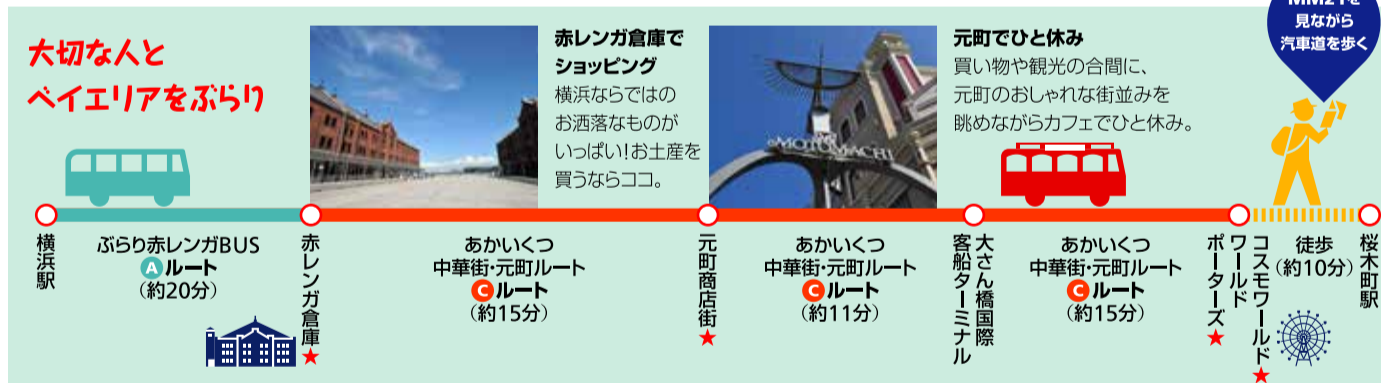 大切な人と
ベイエリアをぶらり
赤レンガ倉庫で
ショッピング
横浜ならではの
お洒落なものが
いっぱい!お土産を
買うならココ。
MOTOMACHI
元町でひと休み
買い物や観光の合間に、
元町のおしゃれな街並みを
眺めながらカフェでひと休み。
MM21を
見ながら
汽車道を歩く
横浜駅
ぶらり赤レンガBUS
Aルート
(約20分)
赤レンガ倉庫★
あかいくつ
中華街・元町ルート
Cルート
(約15分)
元町商店街★
あかいくつ
中華街・元町ルート
Cルート
(約11分)
大さん橋国際
客船ターミナル
あかいくつ
中華街・元町ルート
Cルート
(約15分)
ワールド
ポーターズ★
コスモワールド★
徒歩
(約10分)
桜木町駅